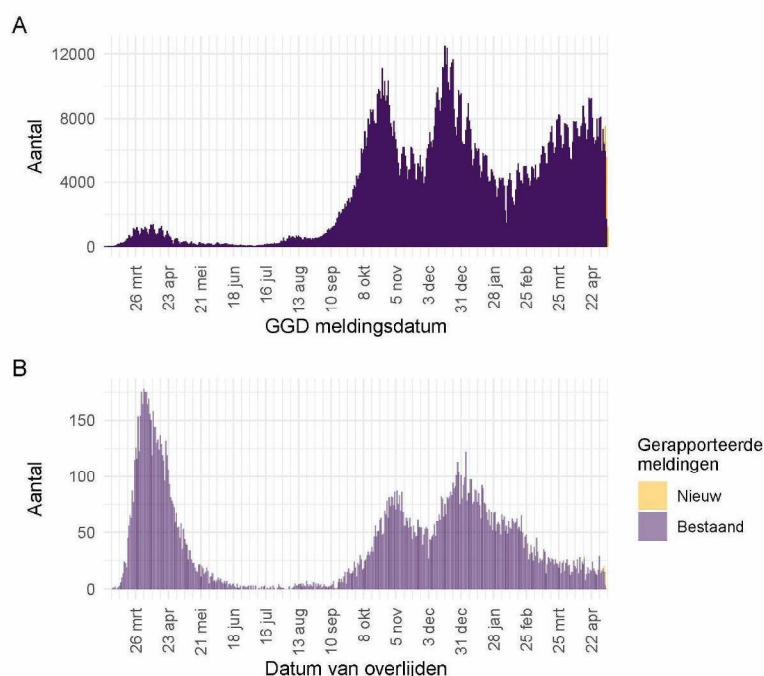 A
12000
8000
4000
0
Aantal
26 mrt
23 apr
21 mei
18 jun
16 jul
13 aug
10 sep
8 okt
5 nov
3 dec
31 dec
28 jan
25 feb
25 mrt
22 apr
GGD meldingsdatum
B
150
100
50
0
Aantal
26 mrt
23 apr
21 mei
18 jun
16 jul
13 aug
10 sep
8 okt
5 nov
3 dec
31 dec
28 jan
25 feb
25 mrt
22 apr
Datum van overlijden
Gerapporteerde
meldingen
Nieuw
Bestaand